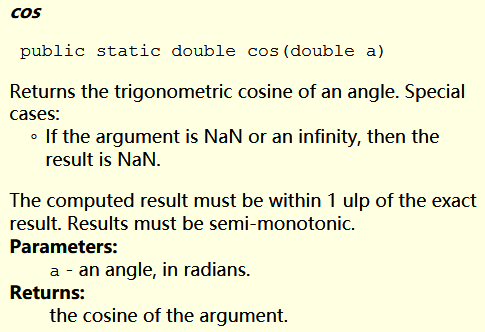 cos
public static double cos(double a)
Returns the trigonometric cosine of an angle. Special
cases:
◦ If the argument is NaN or an infinity, then the
result is NaN.
The computed result must be within 1 ulp of the exact
result. Results must be semi-monotonic.
Parameters:
a - an angle, in radians.
Returns:
the cosine of the argument.